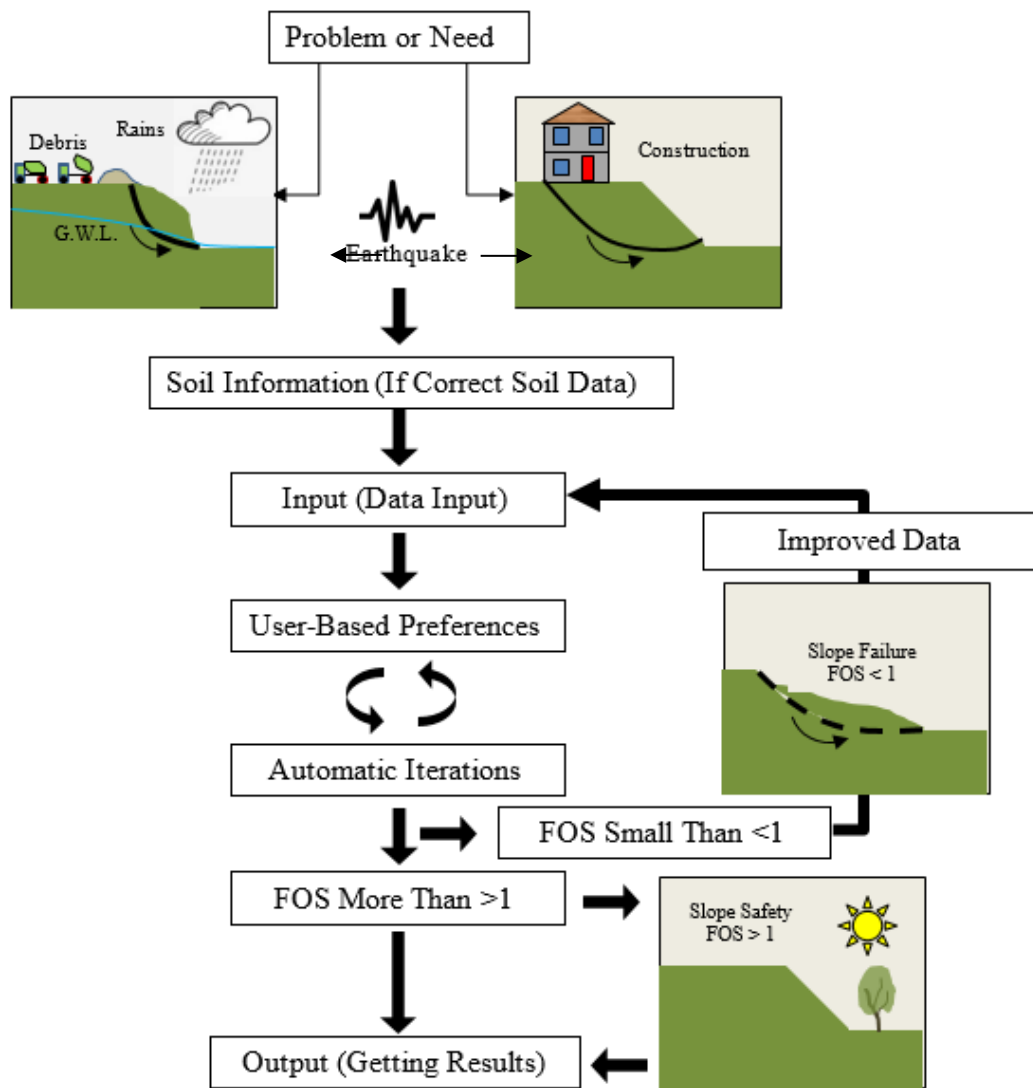 Problem or Need
Debris
Rains
G.W.L.
Construction
Earthquake
Soil Information (If Correct Soil Data)
Input (Data Input)
Improved Data
User-Based Preferences
Slope Failure
FOS < 1
Automatic Iterations
FOS Small Than <1
FOS More Than >1
Slope Safety
FOS > 1
Output (Getting Results)